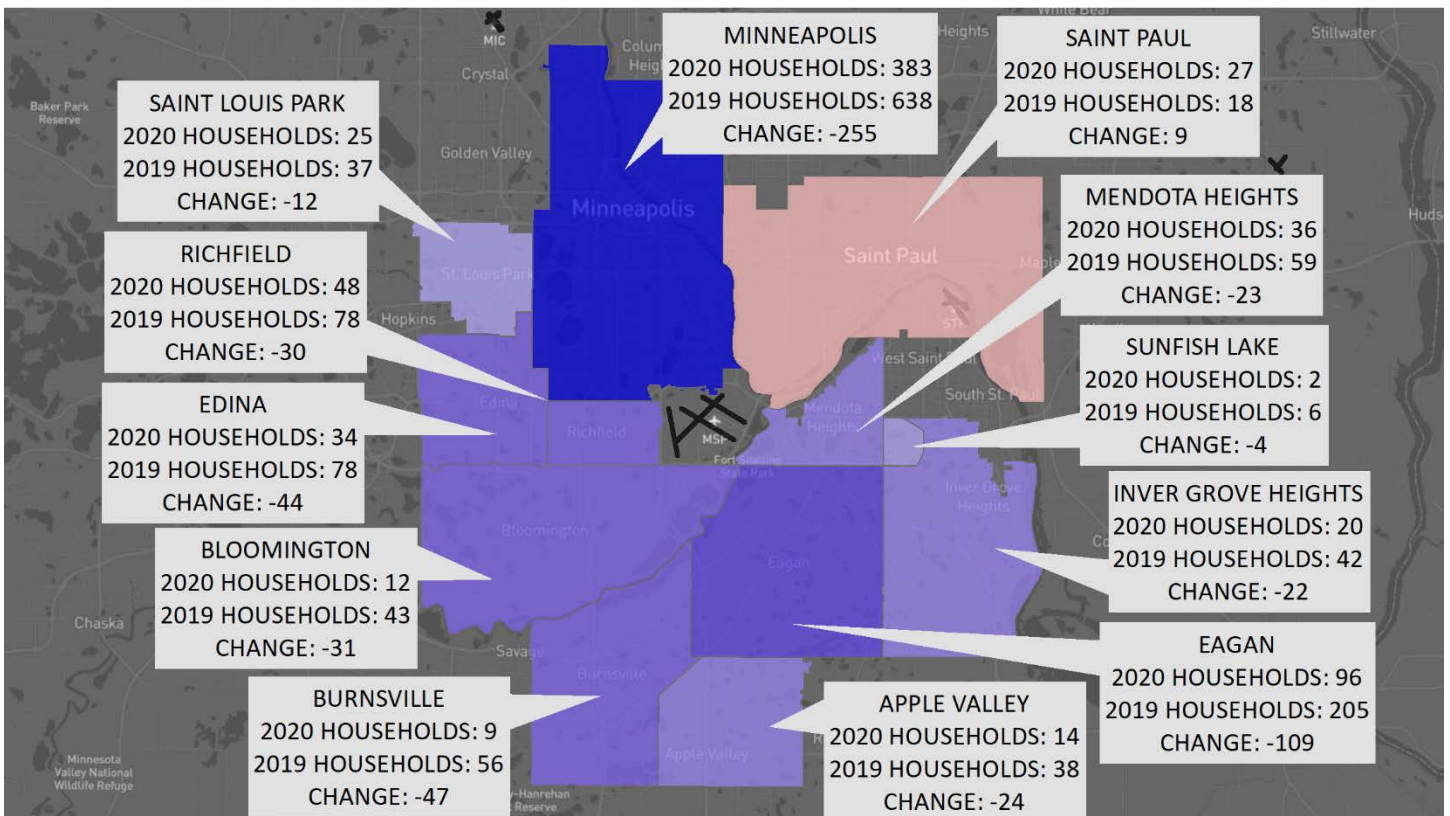 MINNEAPOLIS
2020 HOUSEHOLDS: 383
2019 HOUSEHOLDS: 638
CHANGE: -255
SAINT PAUL
2020 HOUSEHOLDS: 27
2019 HOUSEHOLDS: 18
CHANGE: 9
SAINT LOUIS PARK
2020 HOUSEHOLDS: 25
2019 HOUSEHOLDS: 37
CHANGE: -12
MENDOTA HEIGHTS
2020 HOUSEHOLDS: 36
2019 HOUSEHOLDS: 59
CHANGE: -23
RICHFIELD
2020 HOUSEHOLDS: 48
2019 HOUSEHOLDS: 78
CHANGE: -30
SUNFISH LAKE
2020 HOUSEHOLDS: 2
2019 HOUSEHOLDS: 6
CHANGE: -4
EDINA
2020 HOUSEHOLDS: 34
2019 HOUSEHOLDS: 78
CHANGE: -44
INVER GROVE HEIGHTS
2020 HOUSEHOLDS: 20
2019 HOUSEHOLDS: 42
CHANGE: -22
BLOOMINGTON
2020 HOUSEHOLDS: 12
2019 HOUSEHOLDS: 43
CHANGE: -31
EAGAN
2020 HOUSEHOLDS: 96
2019 HOUSEHOLDS: 205
CHANGE: -109
BURNSVILLE
2020 HOUSEHOLDS: 9
2019 HOUSEHOLDS: 56
CHANGE: -47
APPLE VALLEY
2020 HOUSEHOLDS: 14
2019 HOUSEHOLDS: 38
CHANGE: -24
White Bear
Heights
Stillwater
MIC
Crystal
Baker Park
Reserve
Golden Valley
Minneapolis
Saint Paul
St. Louis Park
Hopkins
STP
West Saint Paul
South St. Paul
Edina
Richfield
MSP
Fort Snelling
State Park
Mendota
Heights
Inver Grove
Heights
Bloomington
Eagan
Chaska
Savage
Burnsville
Apple Valley
Minnesota
Valley National
Wildlife Refuge
y-Hanrehan
Reserve